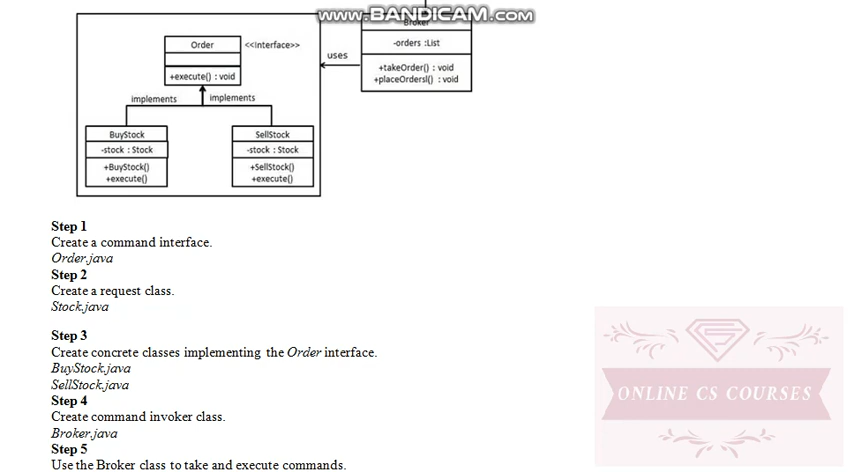 www.BANDICAM.com
Broker
Order
<<Interface>>
-orders :List
+execute() : void
uses
+takeOrder() : void
+placeOrders() : void
implements
implements
BuyStock
SellStock
-stock : Stock
-stock : Stock
+BuyStock()
+SellStock()
+execute()
+execute()
Step 1
Create a command interface.
Order.java
Step 2
Create a request class.
Stock.java
Step 3
Create concrete classes implementing the Order interface.
BuyStock.java
SellStock.java
Step 4
Create command invoker class.
Broker.java
Step 5
Use the Broker class to take and execute commands.
ONLINE CS COURSES